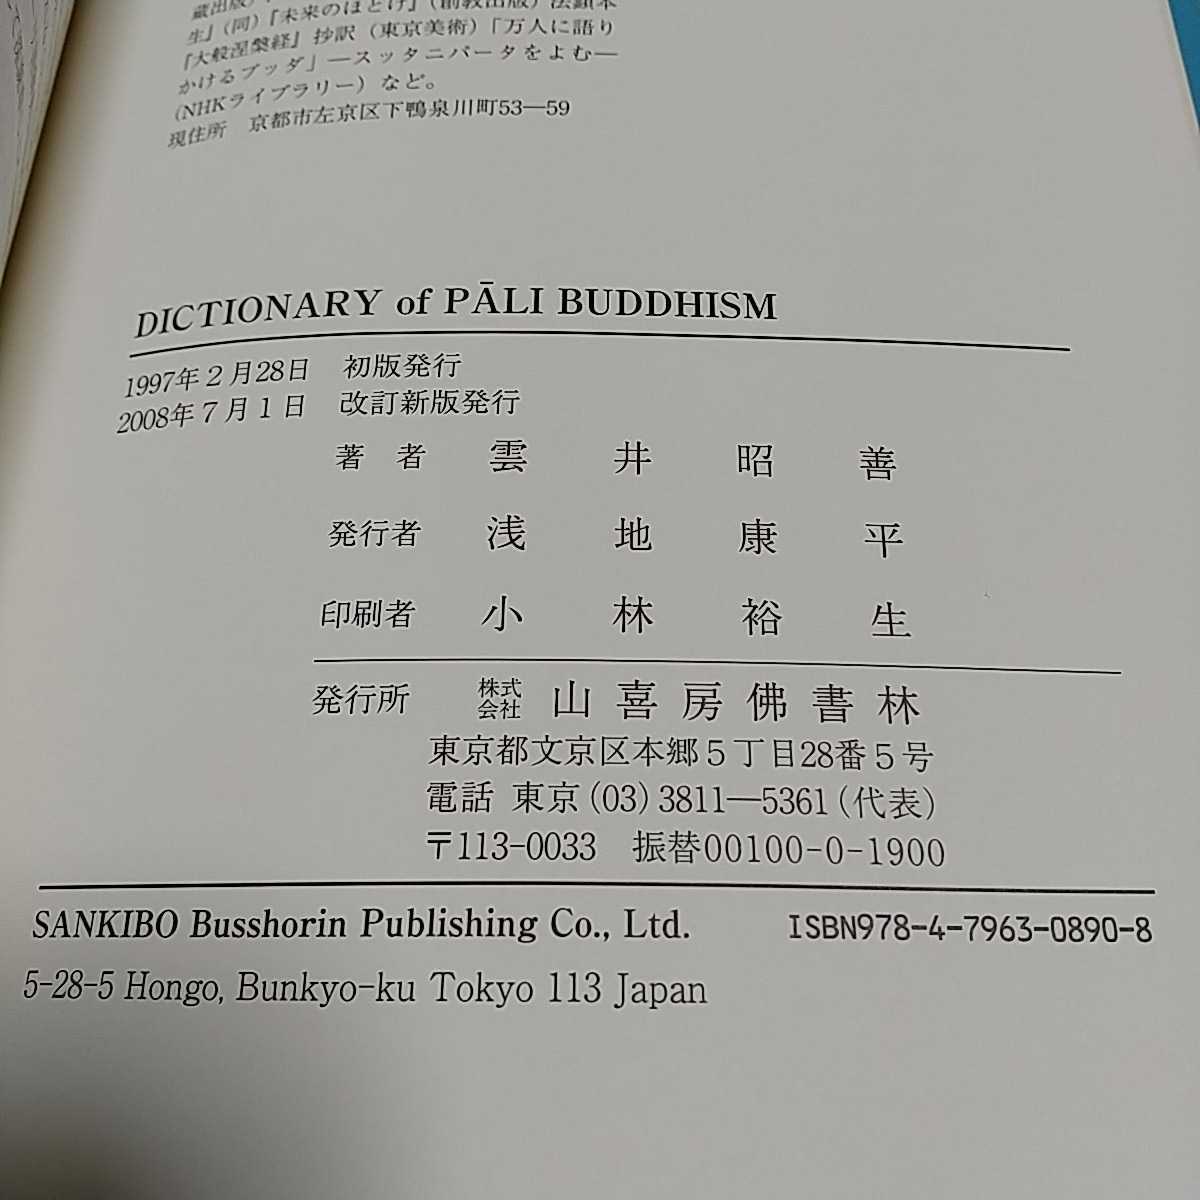 蔵出版）
生』（同）『未来のほとけ』（創教出版）法鎖本
『大般涅槃経』抄訳（東京美術）「万人に語り
かけるブッダ」―スッタニパータをよむ―
（NHKライブラリー）など。
現住所　京都市左京区下鴨泉川町53―59
DICTIONARY of PĀLI BUDDHISM
1997年２月28日　初版発行
2008年７月１日　改訂新版発行
著　者　雲　井　昭　善
発行者　浅　地　康　平
印刷者　小　林　裕　生
発行所　株式会社　山喜房佛書林
東京都文京区本郷５丁目28番５号
電話 東京（03）3811―5361（代表）
〒113-0033　振替00100-0-1900
SANKIBO Busshorin Publishing Co., Ltd.　ISBN978-4-7963-0890-8
5-28-5 Hongo, Bunkyo-ku Tokyo 113 Japan